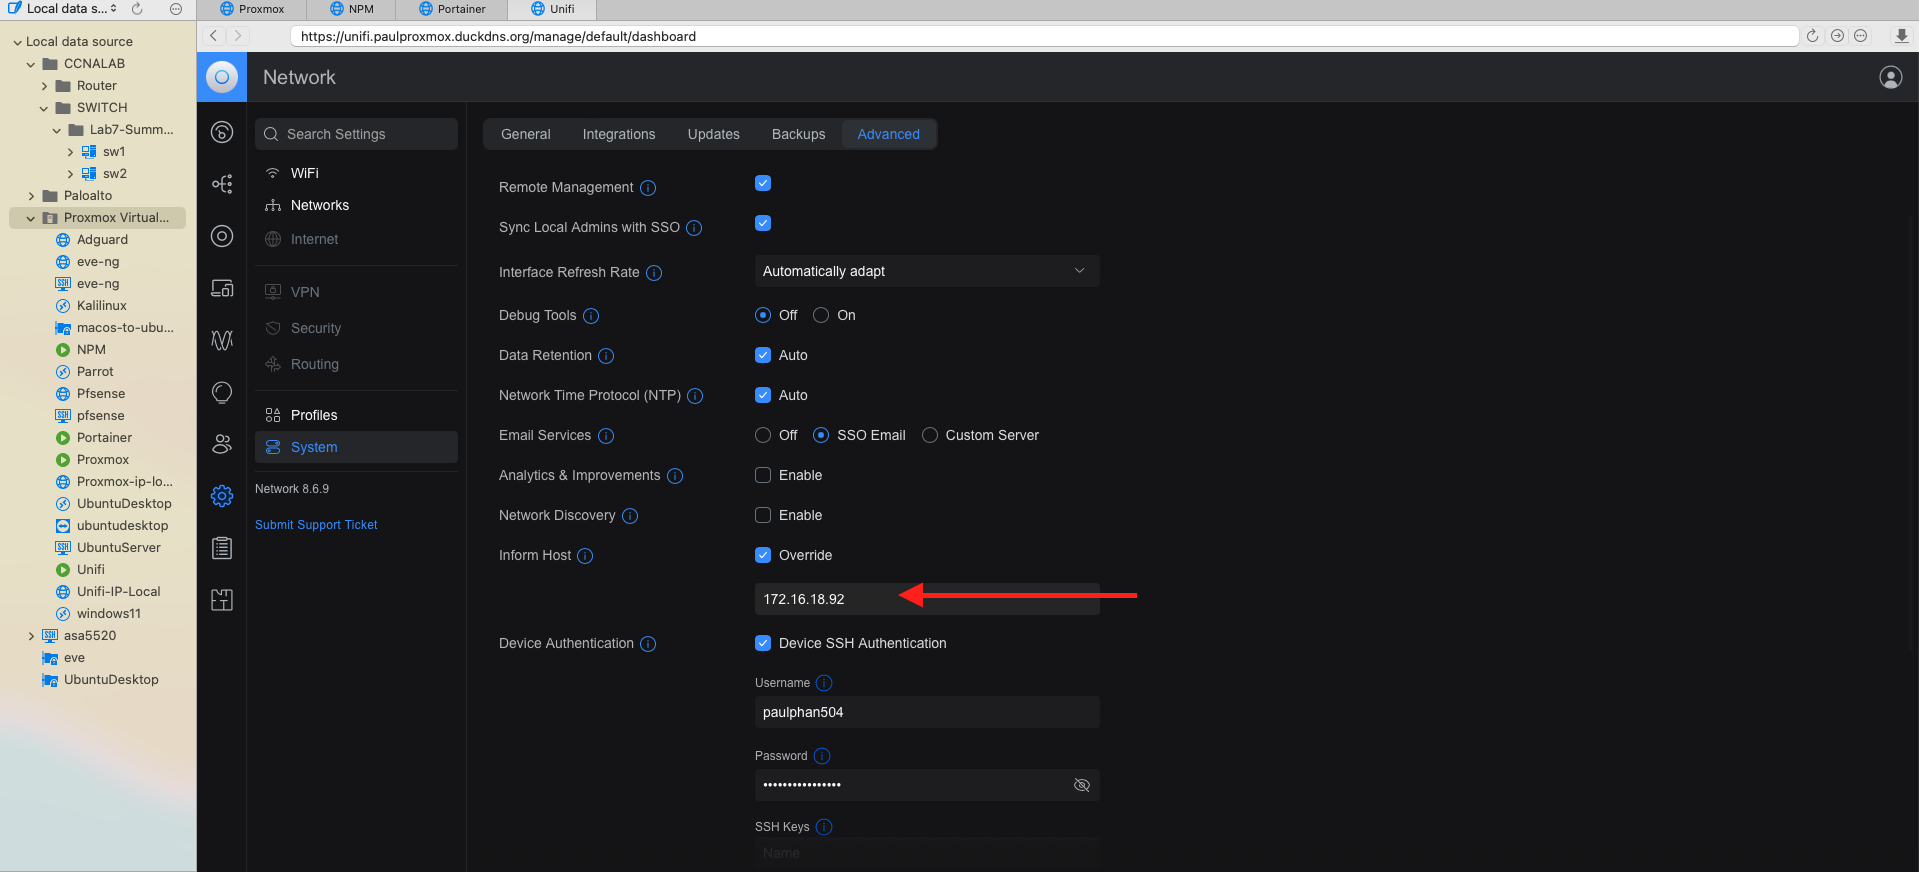 Local data s...
Proxmox
NPM
Portainer
Unifi
https://unifi.paulproxmox.duckdns.org/manage/default/dashboard
Local data source
CCNALAB
Router
SWITCH
Lab7-Summ...
sw1
sw2
Paloalto
Proxmox Virtual...
Adguard
eve-ng
SSH eve-ng
Kalilinux
macos-to-ubu...
NPM
Parrot
Pfsense
SSH pfsense
Portainer
Proxmox
Proxmox-ip-lo...
UbuntuDesktop
ubuntudesktop
SSH UbuntuServer
Unifi
Unifi-IP-Local
windows11
SSH asa5520
eve
UbuntuDesktop
Network
Search Settings
WiFi
Networks
Internet
VPN
Security
Routing
Profiles
System
Network 8.6.9
Submit Support Ticket
General Integrations Updates Backups Advanced
Remote Management
Sync Local Admins with SSO
Interface Refresh Rate Automatically adapt
Debug Tools Off On
Data Retention Auto
Network Time Protocol (NTP) Auto
Email Services Off SSO Email Custom Server
Analytics & Improvements Enable
Network Discovery Enable
Inform Host Override
172.16.18.92
Device Authentication Device SSH Authentication
Username
paulphan504
Password
••••••••••••••••
SSH Keys
Name